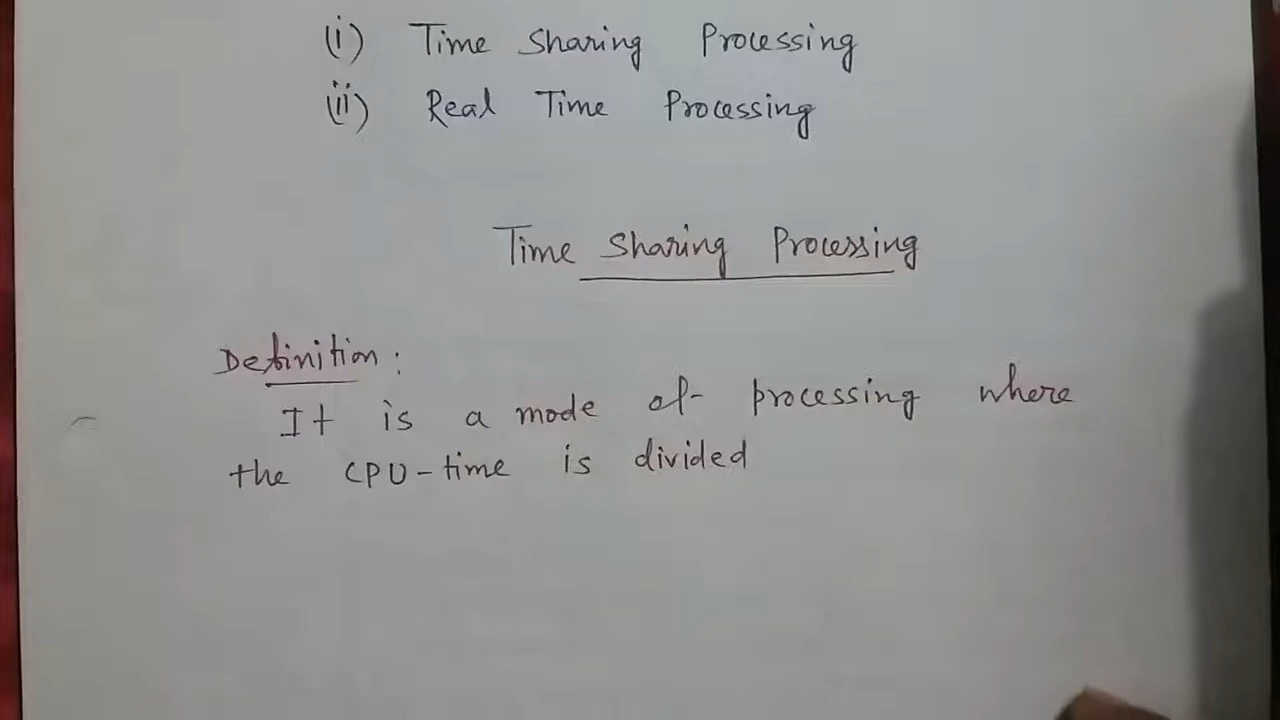 (i) Time Sharing Processing
(ii) Real Time Processing
Time Sharing Processing
Definition:
It is a mode of processing where
the CPU-time is divided